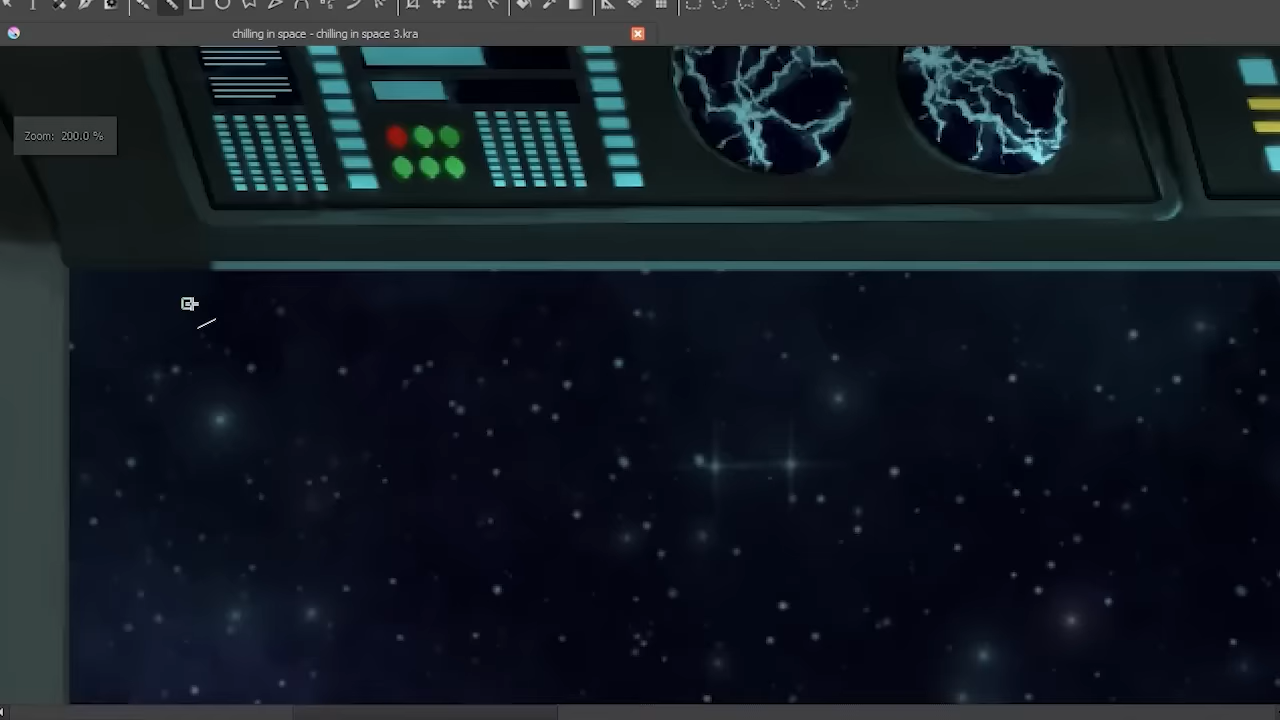 chilling in space - chilling in space 3.kra
Zoom: 200.0 %